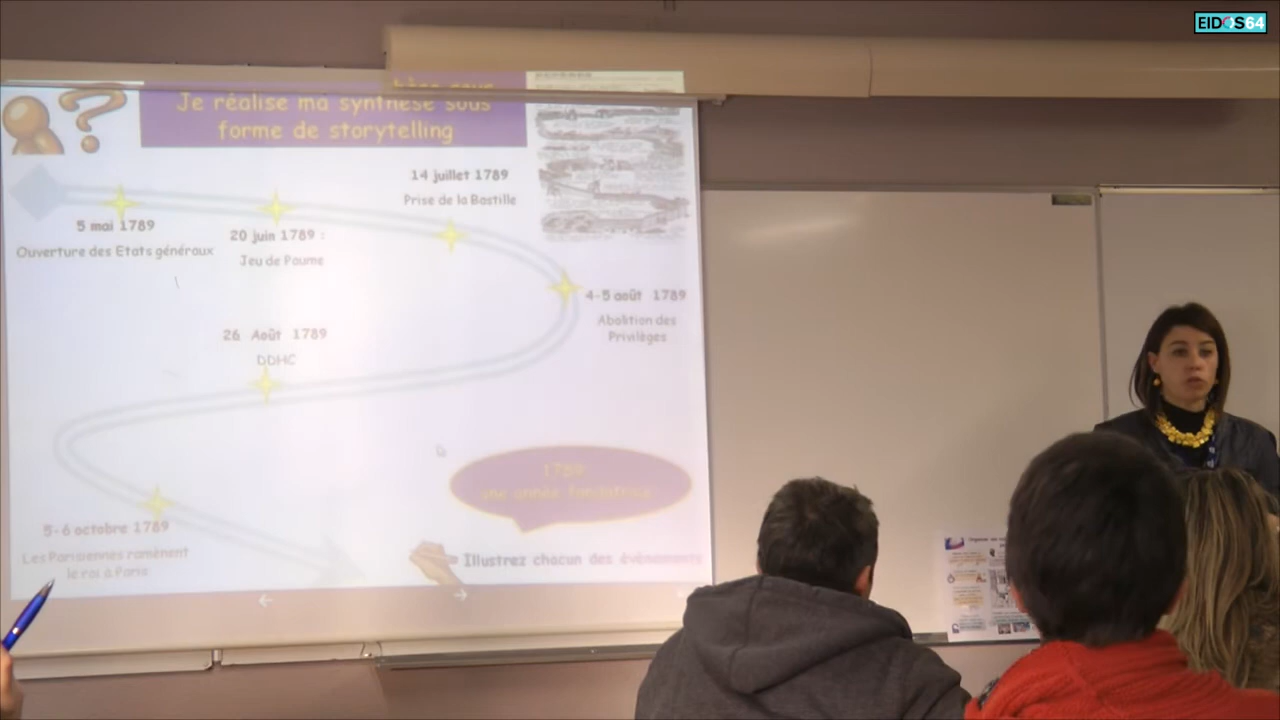 EIDOS64
Je réalise ma synthèse sous
forme de storytelling
14 juillet 1789
Prise de la Bastille
5 mai 1789
Ouverture des Etats généraux
20 juin 1789 :
Jeu de Paume
4-5 août 1789
Abolition des
Privilèges
26 Août 1789
DDHC
1789:
une année fondatrice
5-6 octobre 1789
Les Parisiennes ramènent
le roi à Paris
Illustrez chacun des évènements